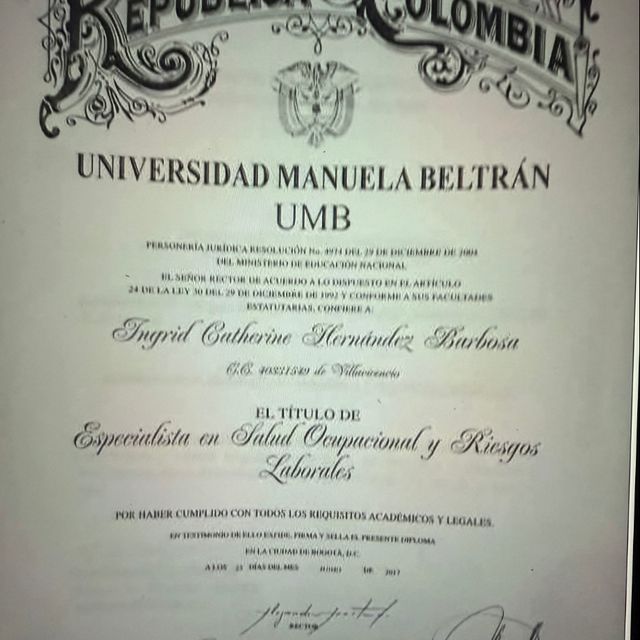 REPÚBLICA DE COLOMBIA
UNIVERSIDAD MANUELA BELTRÁN
UMB
PERSONERÍA JURÍDICA RESOLUCIÓN No. 4974 DEL 29 DE DICIEMBRE DE 2004
DEL MINISTERIO DE EDUCACIÓN NACIONAL
EL SEÑOR RECTOR DE ACUERDO A LO DISPUESTO EN EL ARTÍCULO
24 DE LA LEY 30 DEL 29 DE DICIEMBRE DE 1992 Y CONFORME A SUS FACULTADES
ESTATUTARIAS, CONFIERE A:
Ingrid Catherine Hernández Barbosa
C.C. de Villavicencio
EL TÍTULO DE
Especialista en Salud Ocupacional y Riesgos
Laborales
POR HABER CUMPLIDO CON TODOS LOS REQUISITOS ACADÉMICOS Y LEGALES.
EN TESTIMONIO DE ELLO EXPIDE, FIRMA Y SELLA EL PRESENTE DIPLOMA
EN LA CIUDAD DE BOGOTÁ, D.C.
A LOS DÍAS DEL MES DE 2017
RECTOR